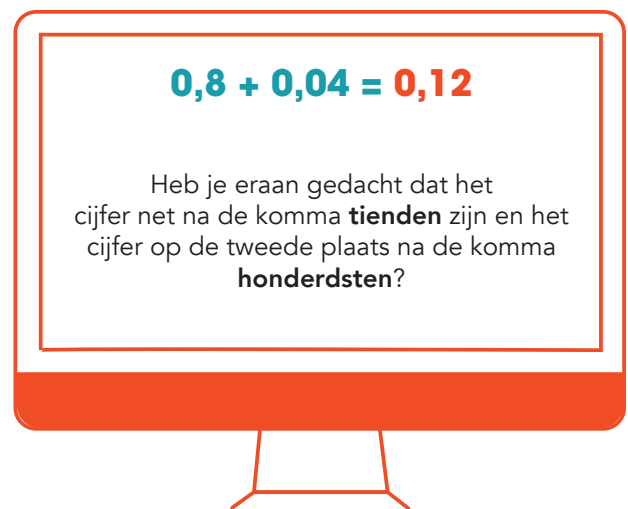 0,8 + 0,04 = 0,12
Heb je eraan gedacht dat het
cijfer net na de komma tienden zijn en het
cijfer op de tweede plaats na de komma
honderdsten?